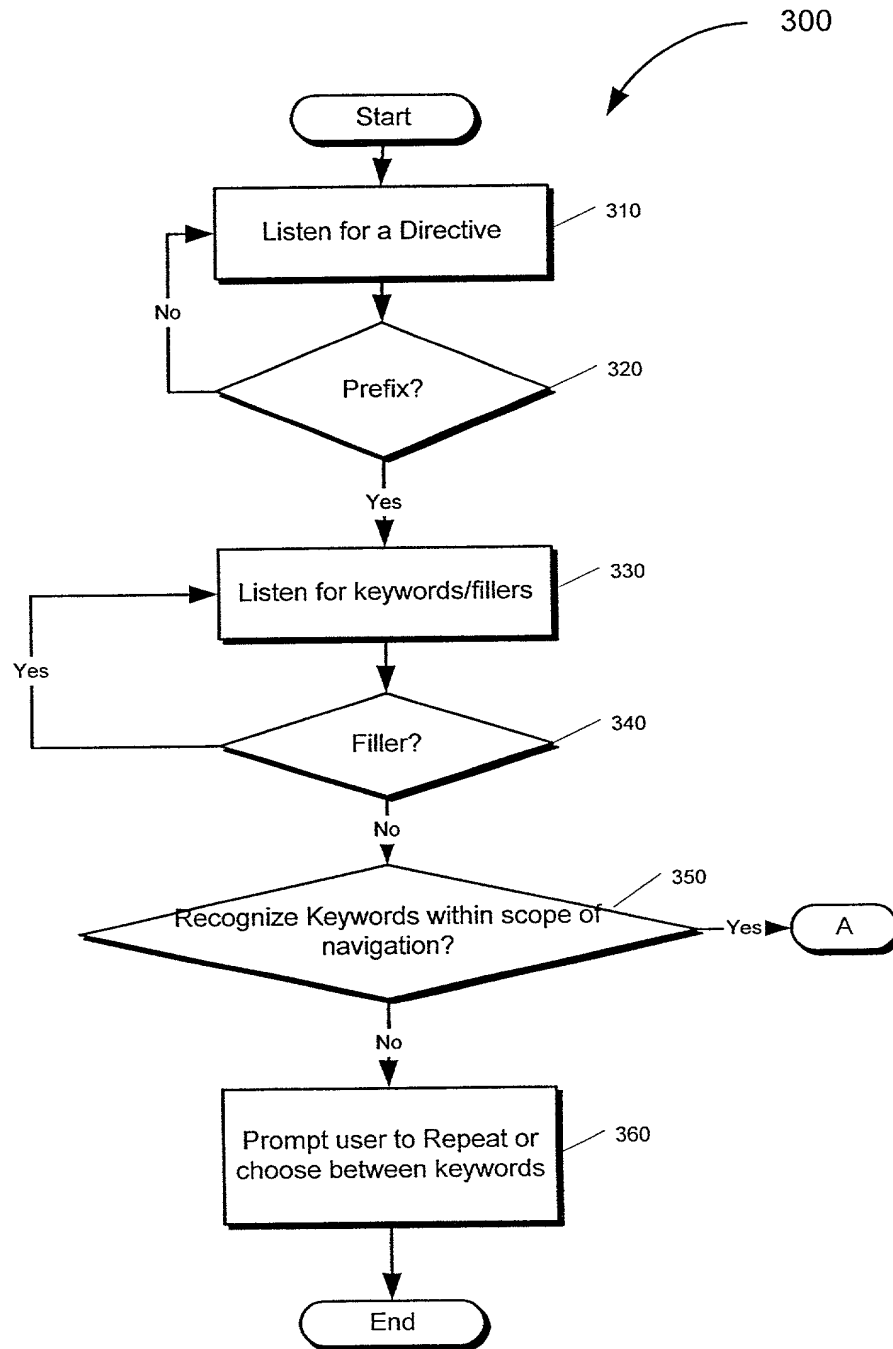 300
Start
Listen for a Directive
310
No
Prefix?
320
Yes
Listen for keywords/fillers
330
Yes
Filler?
340
No
350
Recognize Keywords within scope of
navigation?
Yes
A
No
Prompt user to Repeat or
choose between keywords
360
End